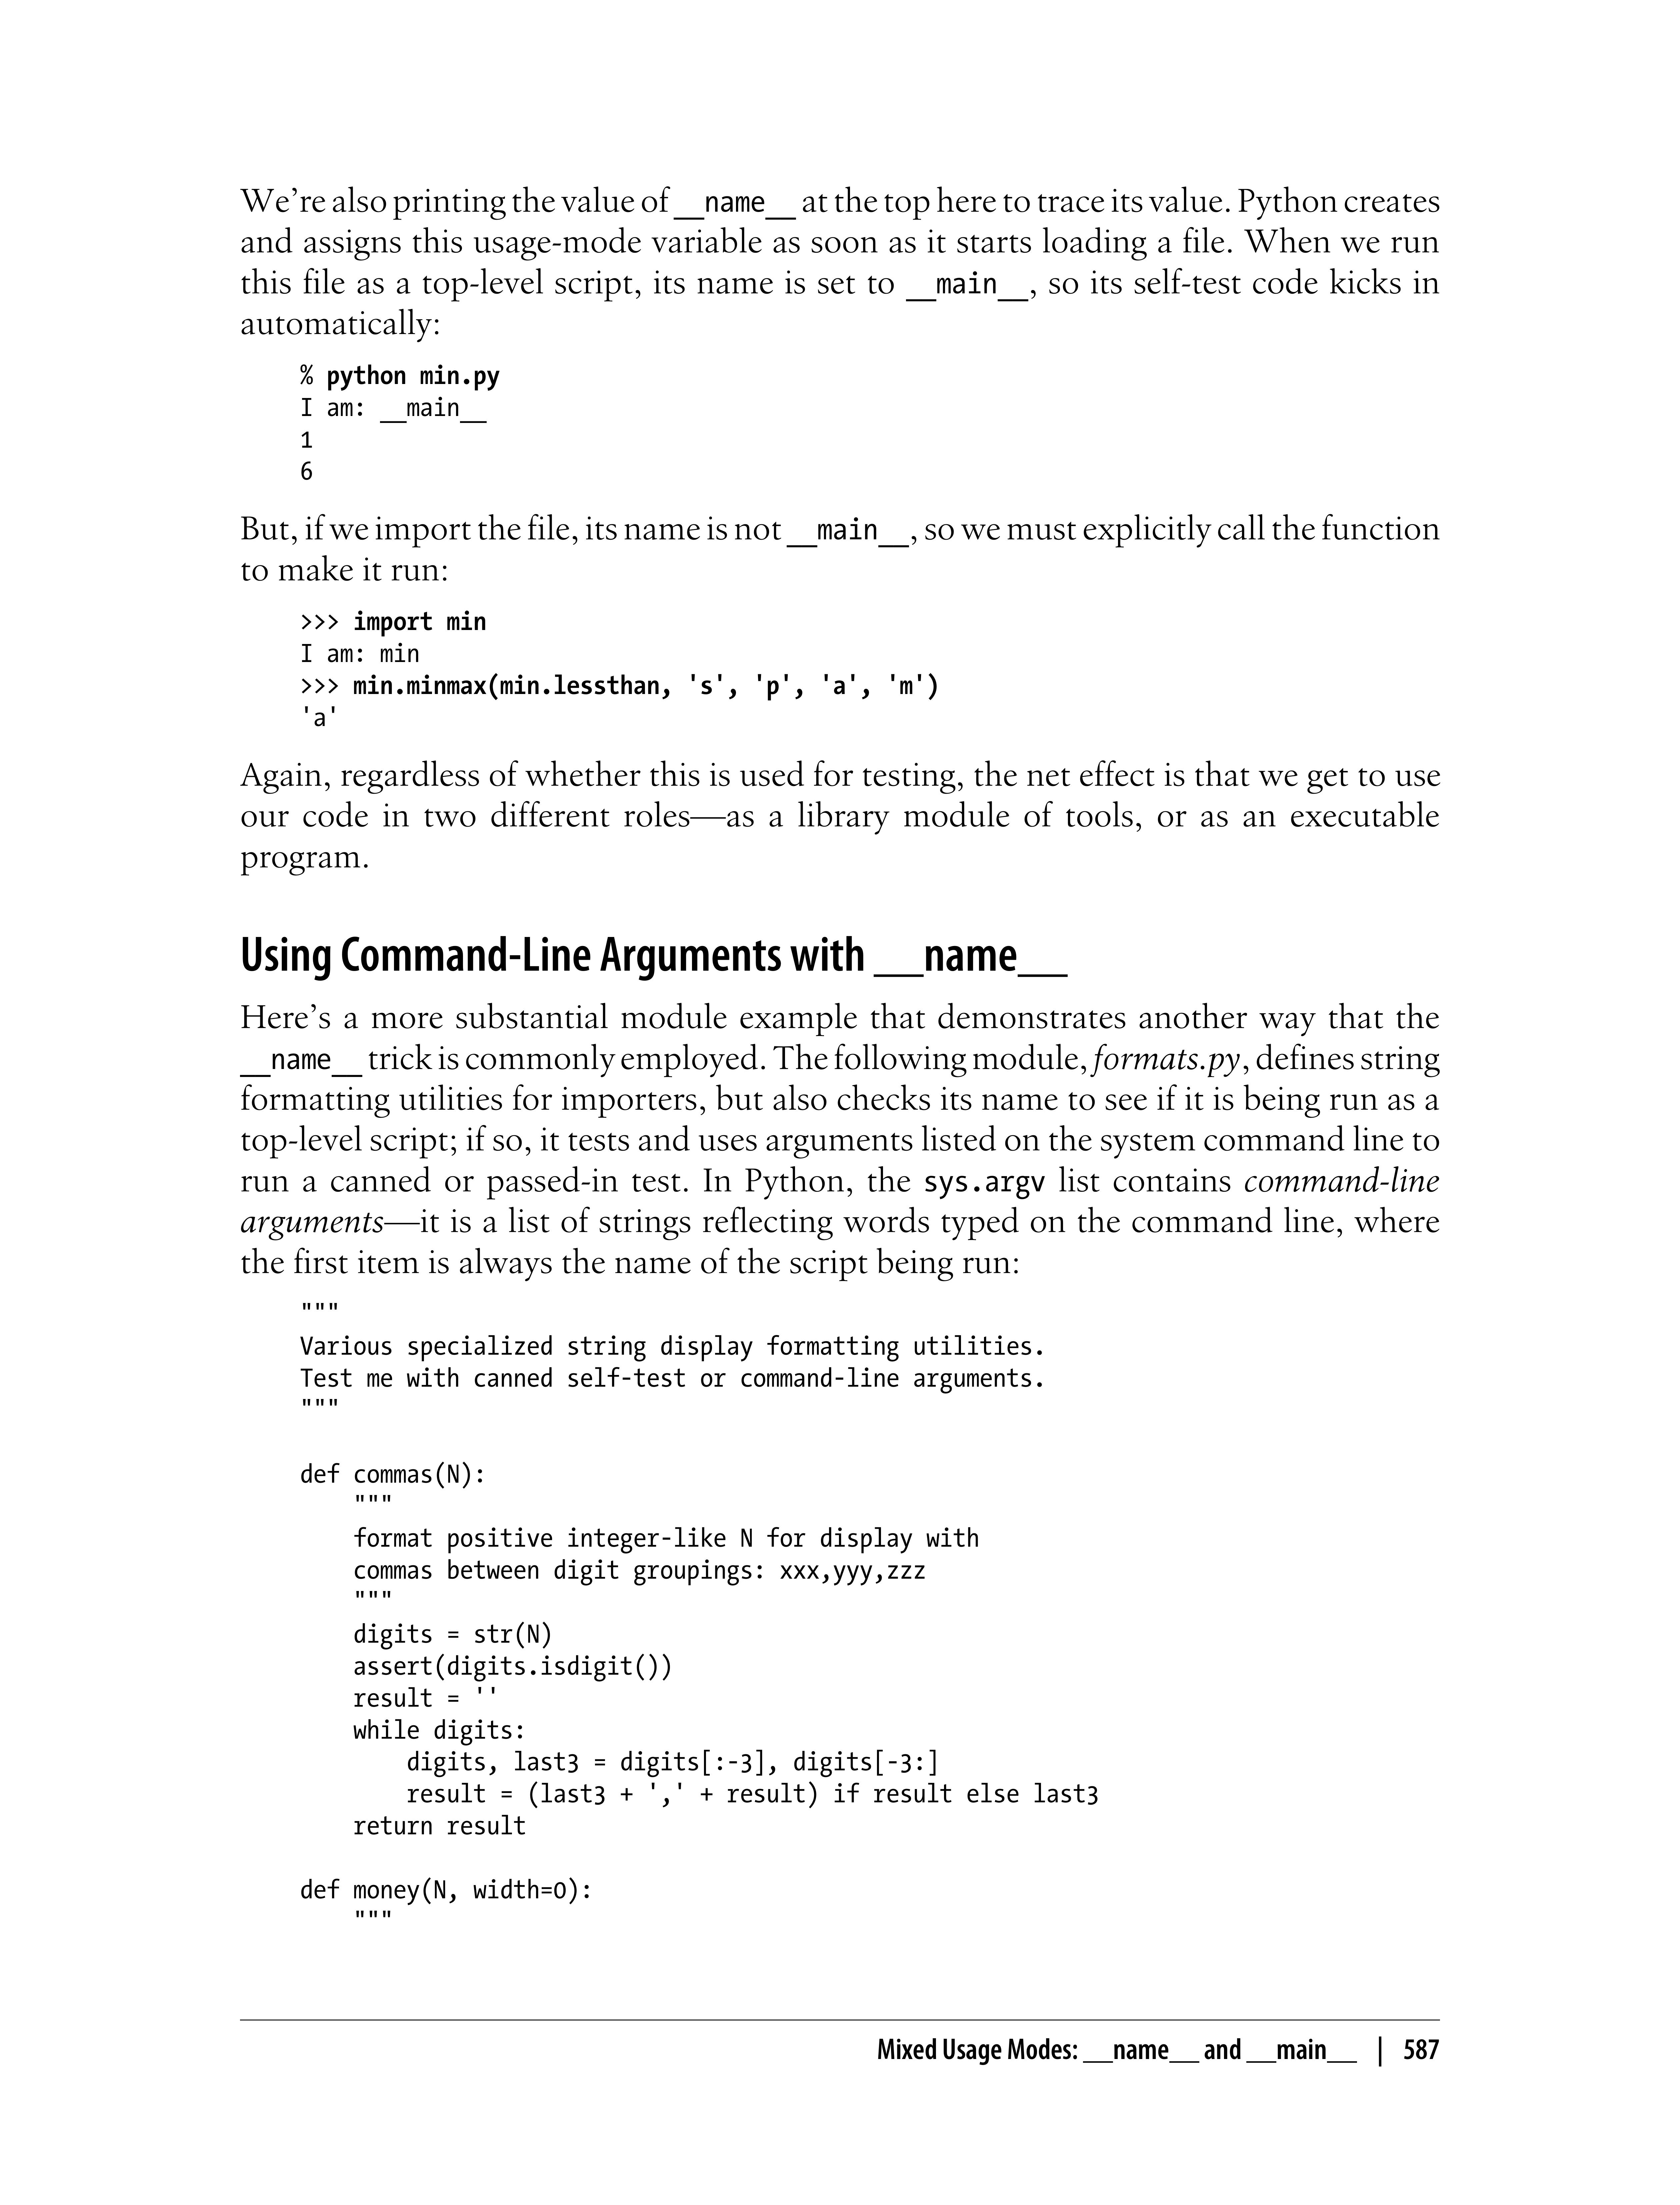 We’re also printing the value of __name__ at the top here to trace its value. Python creates
and assigns this usage-mode variable as soon as it starts loading a file. When we run
this file as a top-level script, its name is set to __main__, so its self-test code kicks in
automatically:
% python min.py
I am: __main__
1
6
But, if we import the file, its name is not __main__, so we must explicitly call the function
to make it run:
>>> import min
I am: min
>>> min.minmax(min.lessthan, 's', 'p', 'a', 'm')
'a'
Again, regardless of whether this is used for testing, the net effect is that we get to use
our code in two different roles—as a library module of tools, or as an executable
program.
Using Command-Line Arguments with __name__
Here’s a more substantial module example that demonstrates another way that the
__name__ trick is commonly employed. The following module, formats.py, defines string
formatting utilities for importers, but also checks its name to see if it is being run as a
top-level script; if so, it tests and uses arguments listed on the system command line to
run a canned or passed-in test. In Python, the sys.argv list contains command-line
arguments—it is a list of strings reflecting words typed on the command line, where
the first item is always the name of the script being run:
"""
Various specialized string display formatting utilities.
Test me with canned self-test or command-line arguments.
"""
def commas(N):
    """
    format positive integer-like N for display with
    commas between digit groupings: xxx,yyy,zzz
    """
    digits = str(N)
    assert(digits.isdigit())
    result = ''
    while digits:
        digits, last3 = digits[:-3], digits[-3:]
        result = (last3 + ',' + result) if result else last3
    return result
def money(N, width=0):
    """
Mixed Usage Modes: __name__ and __main__ | 587